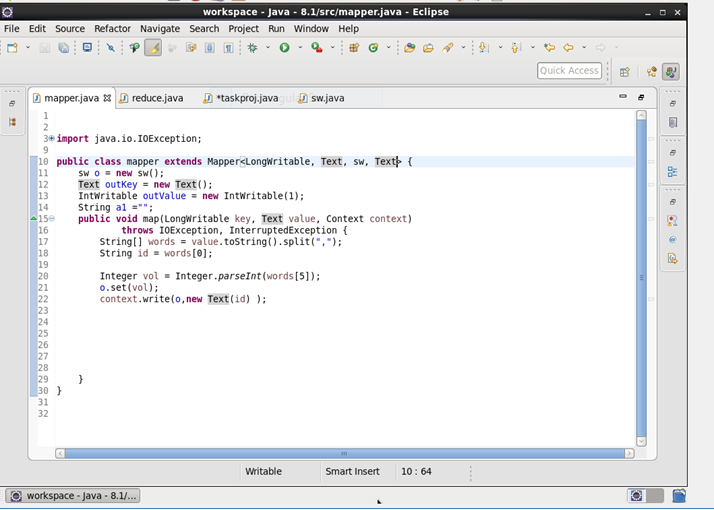 workspace - Java - 8.1/src/mapper.java - Eclipse
File Edit Source Refactor Navigate Search Project Run Window Help
Quick Access
mapper.java reduce.java *taskproj.java sw.java
1
2
3 import java.io.IOException;
9
10 public class mapper extends Mapper<LongWritable, Text, sw, Text> {
11 sw o = new sw();
12 Text outKey = new Text();
13 IntWritable outValue = new IntWritable(1);
14 String a1 ="";
15 public void map(LongWritable key, Text value, Context context)
16 throws IOException, InterruptedException {
17 String[] words = value.toString().split(",");
18 String id = words[0];
19
20 Integer vol = Integer.parseInt(words[5]);
21 o.set(vol);
22 context.write(o,new Text(id) );
23
24
25
26
27
28
29 }
30 }
31
32
Writable Smart Insert 10 : 64
workspace - Java - 8.1/...